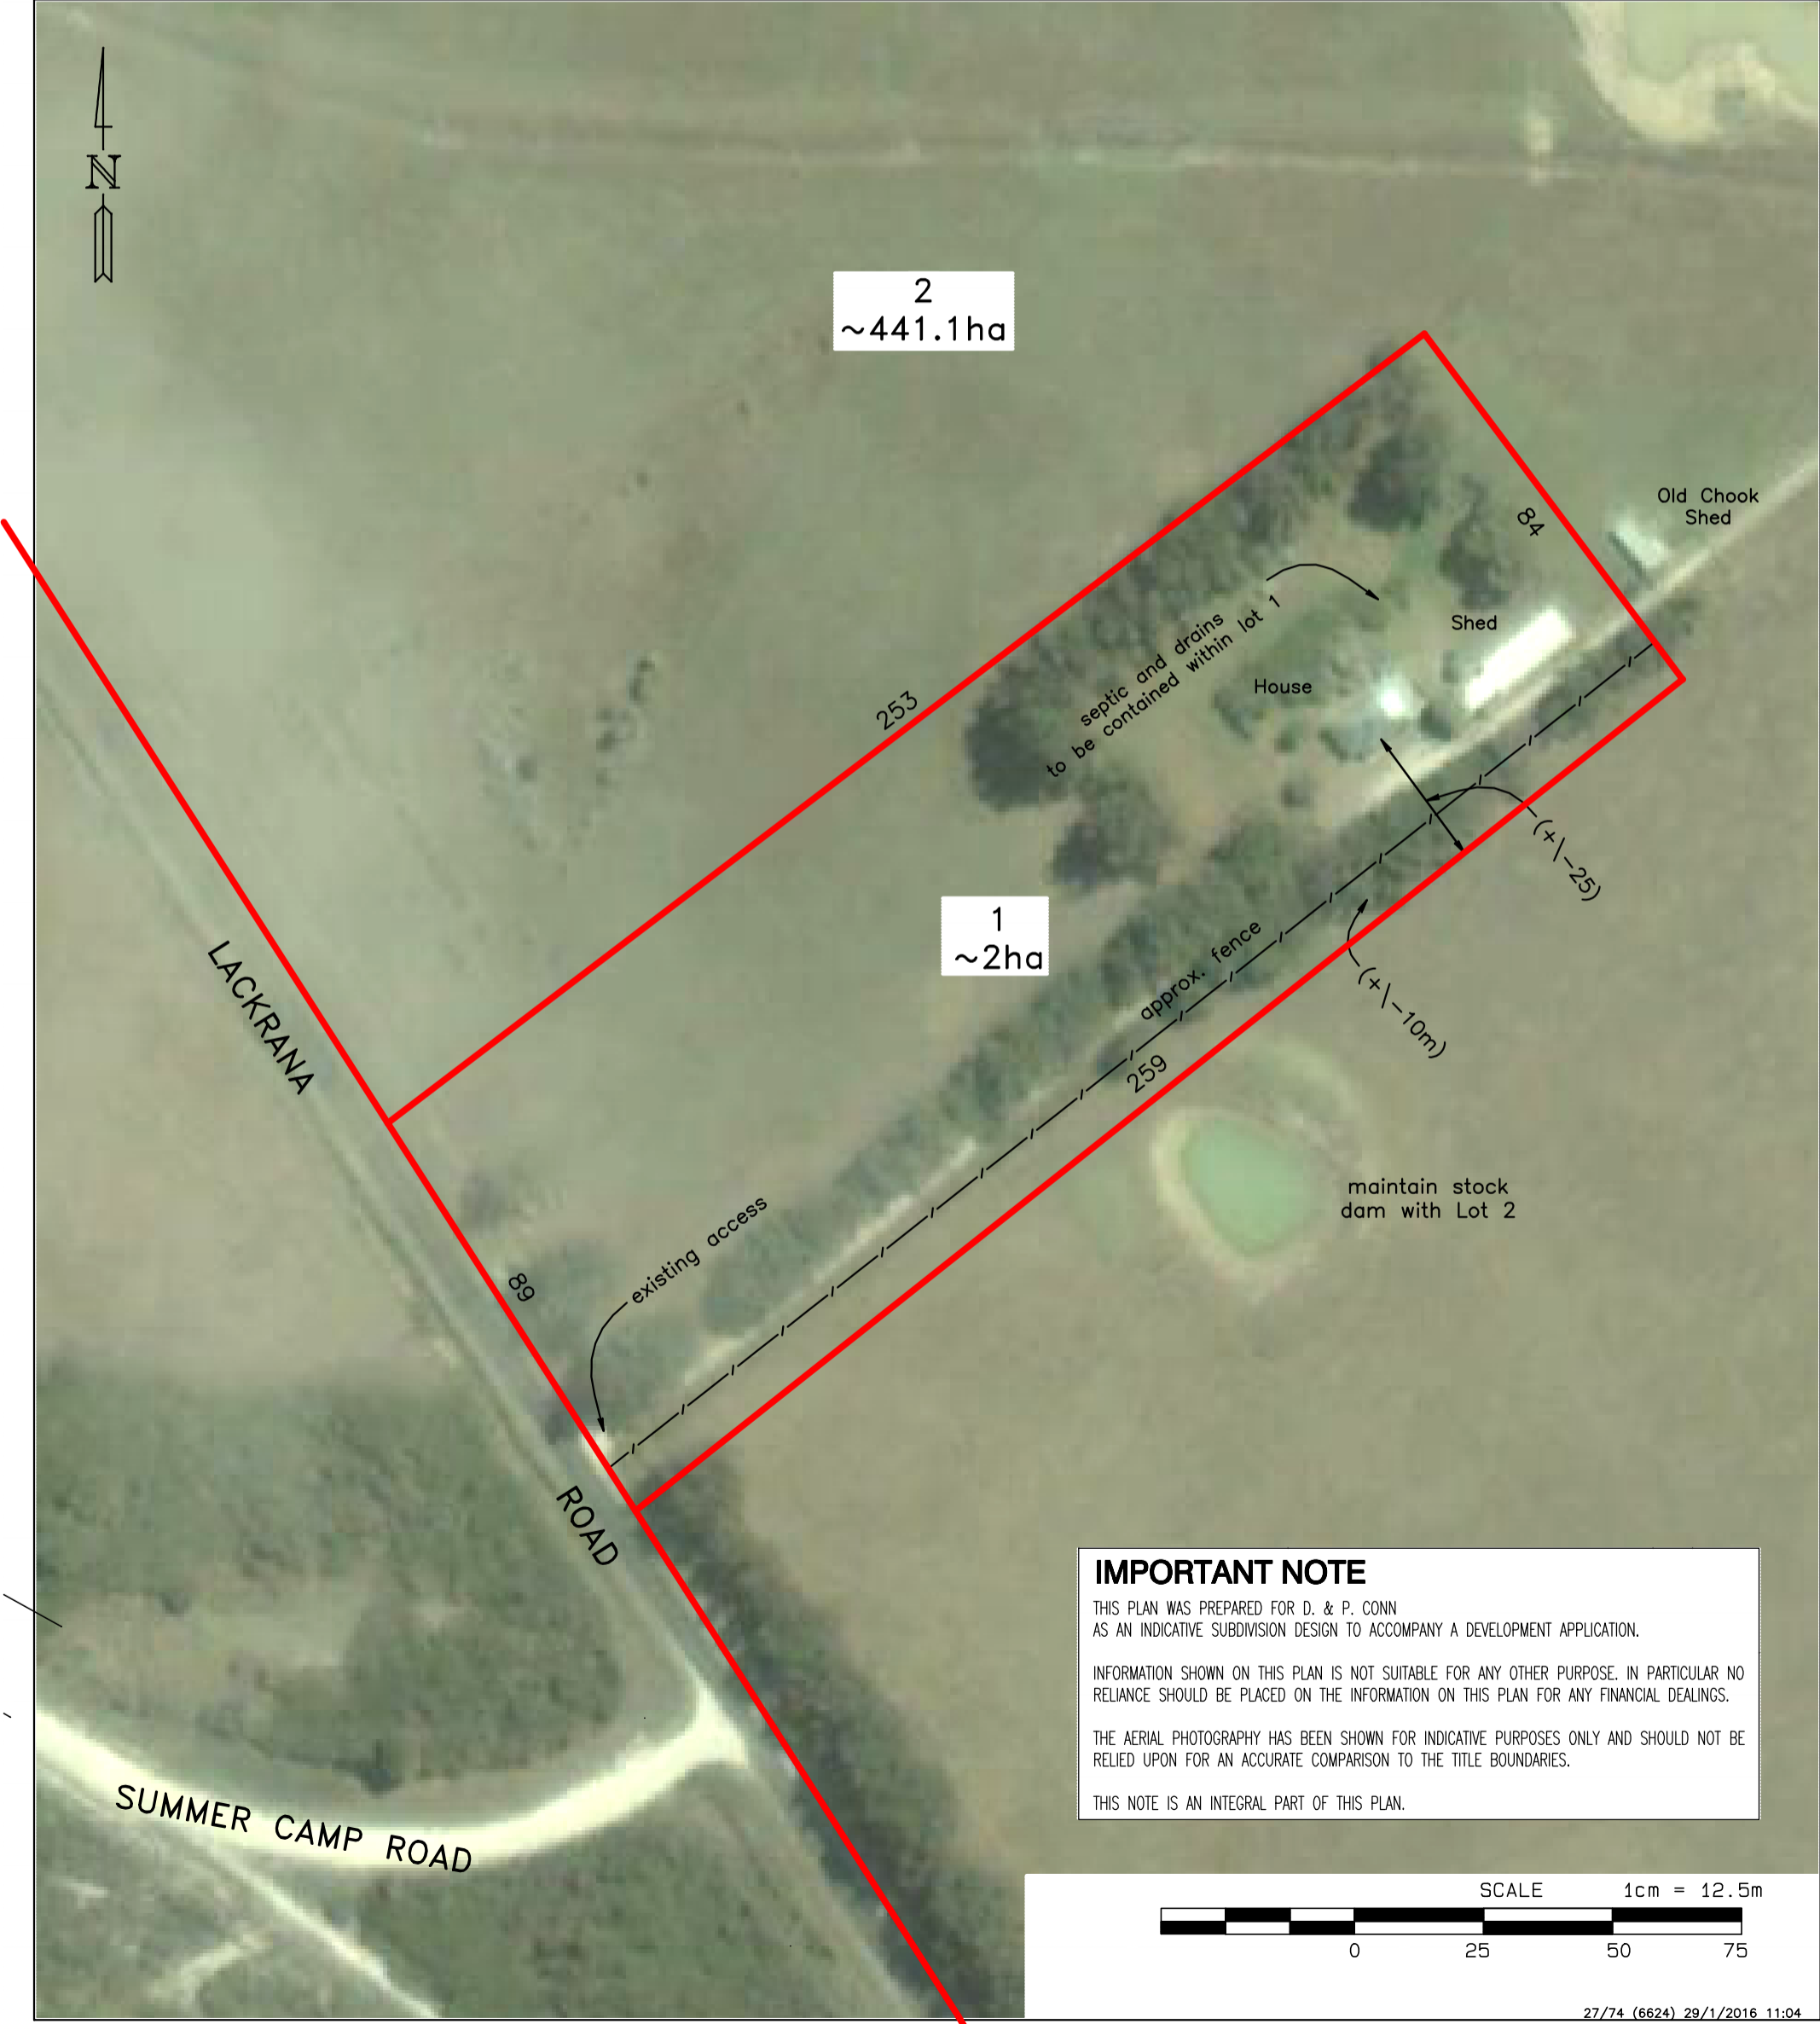 N
2
~441.1ha
Old Chook
Shed
84
septic and drains
to be contained within lot 1
Shed
House
253
(+/-25)
1
~2ha
approx. fence
(+/-10m)
LACKRANA
259
maintain stock
dam with Lot 2
existing access
89
ROAD
IMPORTANT NOTE
THIS PLAN WAS PREPARED FOR D. & P. CONN
AS AN INDICATIVE SUBDIVISION DESIGN TO ACCOMPANY A DEVELOPMENT APPLICATION.
INFORMATION SHOWN ON THIS PLAN IS NOT SUITABLE FOR ANY OTHER PURPOSE. IN PARTICULAR NO
RELIANCE SHOULD BE PLACED ON THE INFORMATION ON THIS PLAN FOR ANY FINANCIAL DEALINGS.
THE AERIAL PHOTOGRAPHY HAS BEEN SHOWN FOR INDICATIVE PURPOSES ONLY AND SHOULD NOT BE
RELIED UPON FOR AN ACCURATE COMPARISON TO THE TITLE BOUNDARIES.
THIS NOTE IS AN INTEGRAL PART OF THIS PLAN.
SUMMER CAMP ROAD
SCALE 1cm = 12.5m
0 25 50 75
27/74 (6624) 29/1/2016 11:04